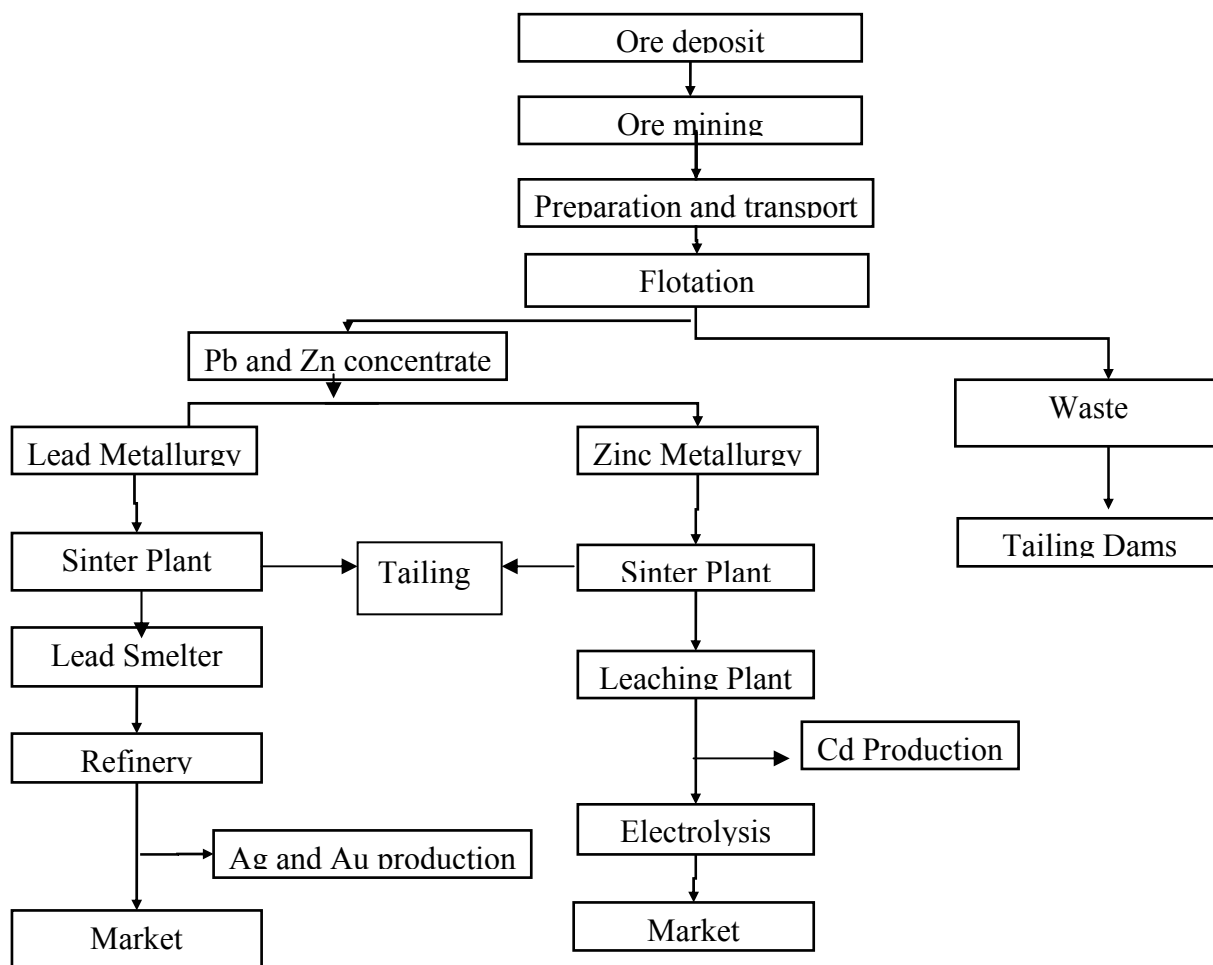 Ore deposit
Ore mining
Preparation and transport
Flotation
Pb and Zn concentrate
Waste
Lead Metallurgy
Zinc Metallurgy
Sinter Plant
Tailing
Sinter Plant
Tailing Dams
Lead Smelter
Leaching Plant
Refinery
Cd Production
Electrolysis
Ag and Au production
Market
Market